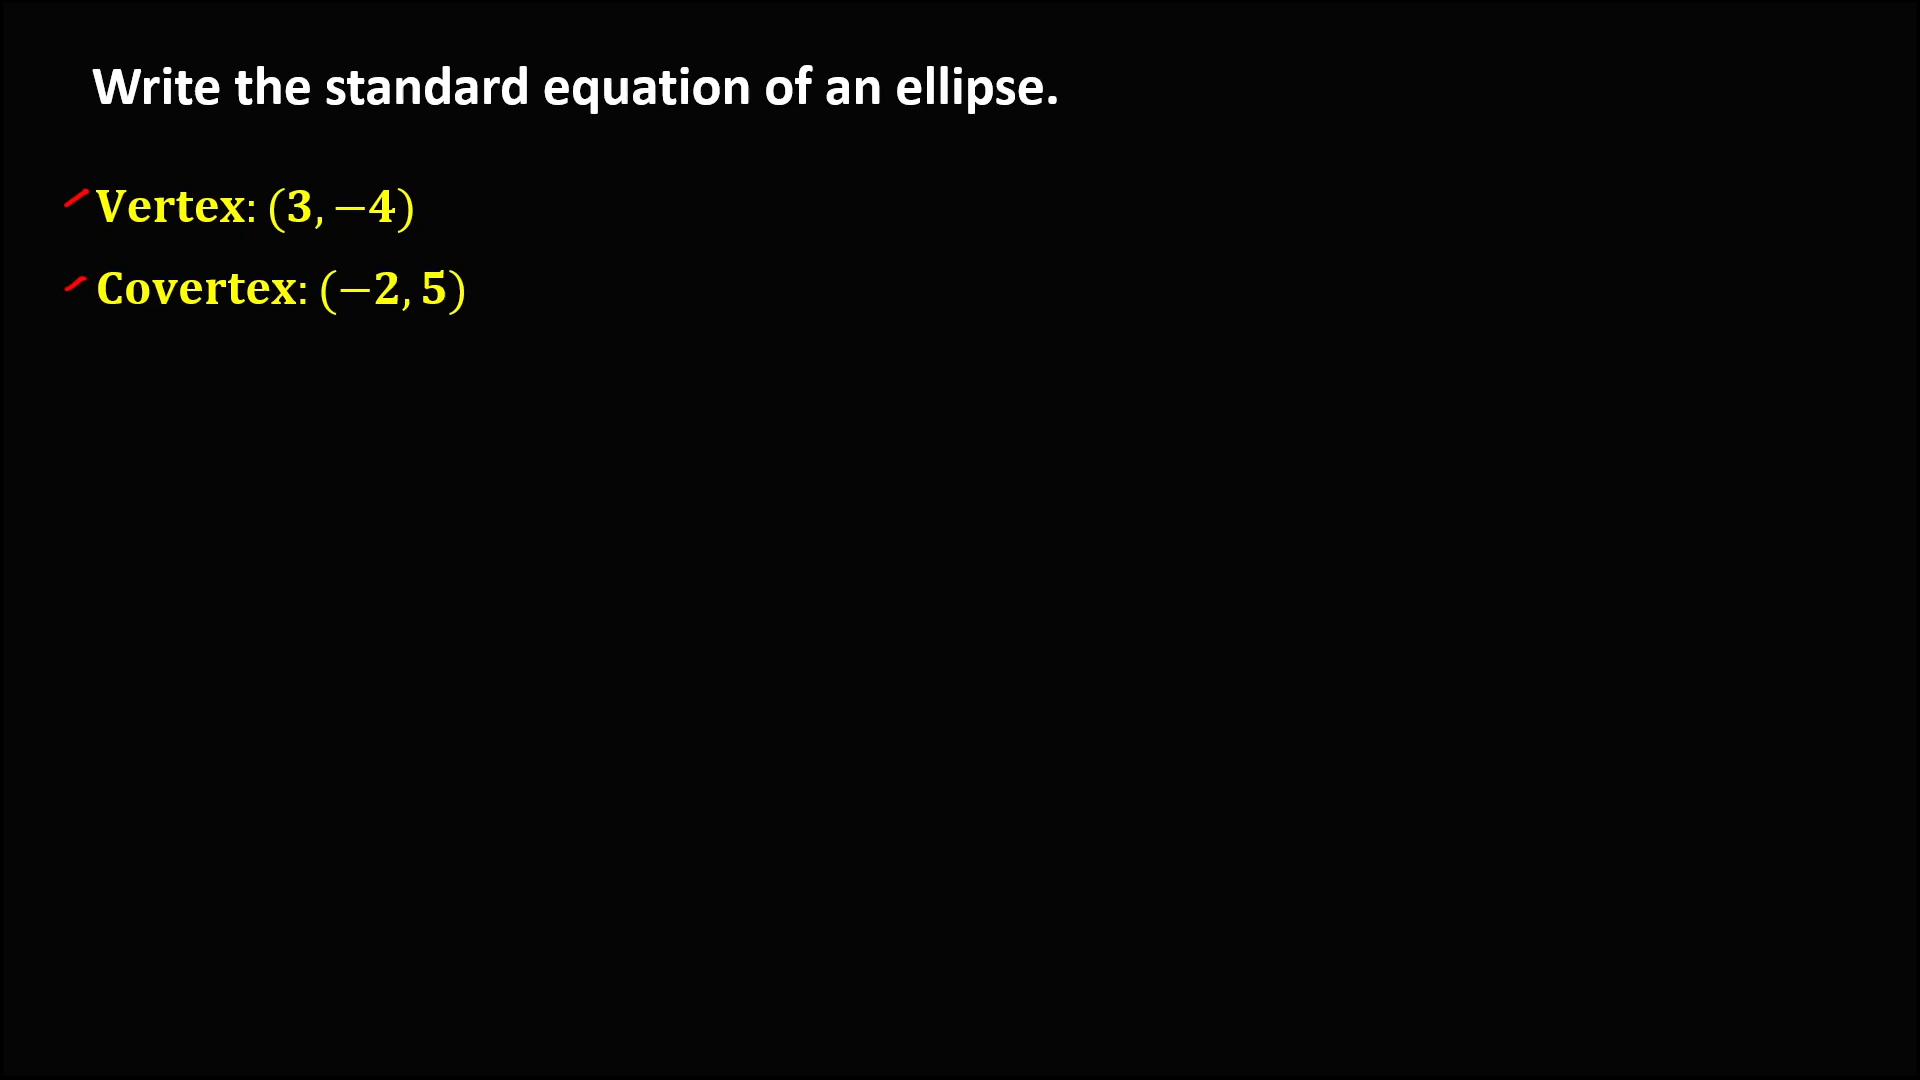 Write the standard equation of an ellipse.
Vertex: (3, −4)
Covertex: (−2, 5)